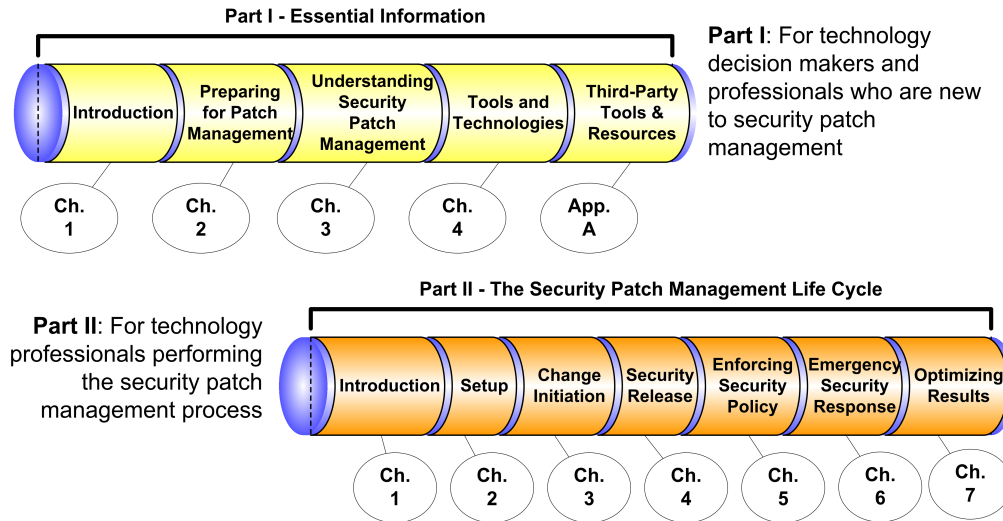 Part I - Essential Information
Part I: For technology
decision makers and
professionals who are new
to security patch
management
Introduction
Preparing
for Patch
Management
Understanding
Security
Patch
Management
Tools and
Technologies
Third-Party
Tools &
Resources
Ch.
1
Ch.
2
Ch.
3
Ch.
4
App.
A
Part II - The Security Patch Management Life Cycle
Part II: For technology
professionals performing
the security patch
management process
Introduction
Setup
Change
Initiation
Security
Release
Enforcing
Security
Policy
Emergency
Security
Response
Optimizing
Results
Ch.
1
Ch.
2
Ch.
3
Ch.
4
Ch.
5
Ch.
6
Ch.
7